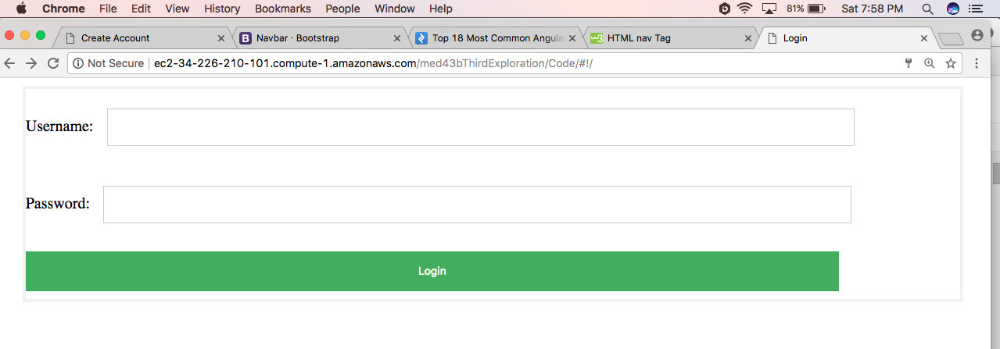 Chrome File Edit View History Bookmarks People Window Help 81% Sat 7:58 PM
Create Account Navbar · Bootstrap Top 18 Most Common Angula HTML nav Tag Login
Not Secure ec2-34-226-210-101.compute-1.amazonaws.com/med43bThirdExploration/Code/#!/
Username:
Password:
Login